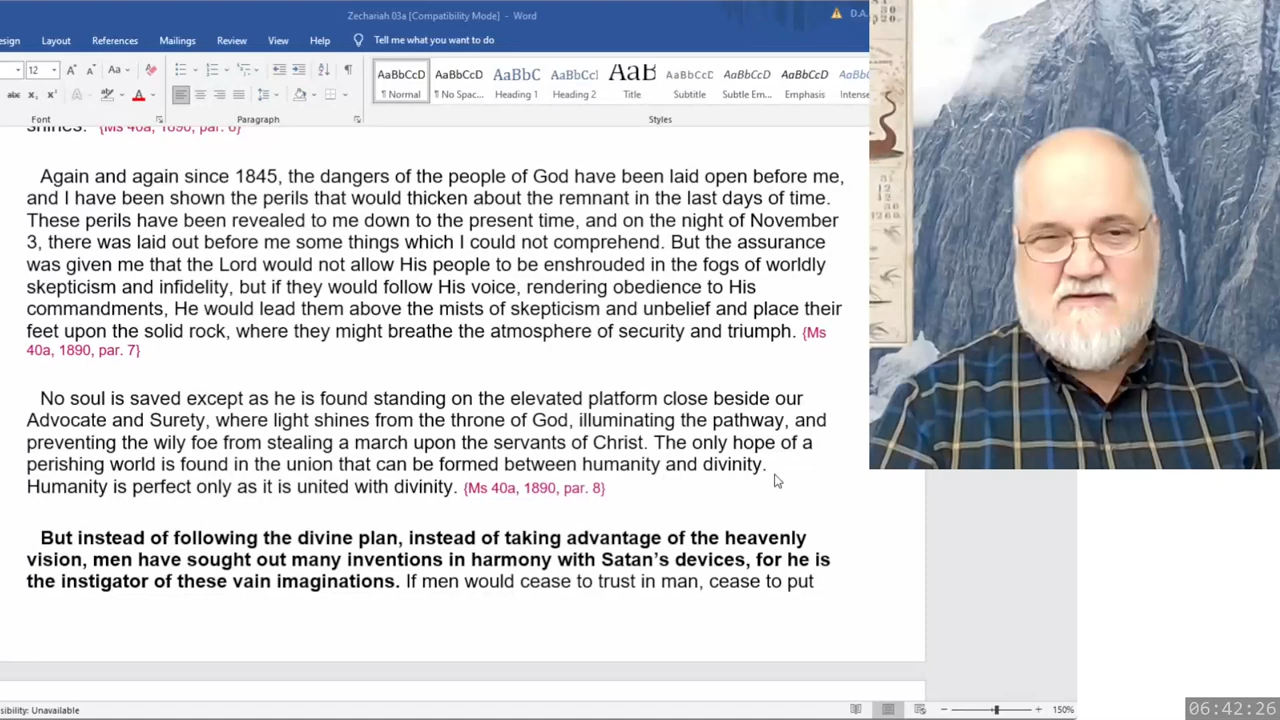 Zechariah 03a [Compatibility Mode] - Word
D.A.
esign Layout References Mailings Review View Help Tell me what you want to do
12 Aa
AaBbCcD AaBbCcD AaBbC AaBbCcI AaB AaBbCcD AaBbCcD AaBbCcD AaBbC
¶ Normal ¶ No Spac... Heading 1 Heading 2 Title Subtitle Subtle Em... Emphasis Intense
Font Paragraph Styles
shines. {Ms 40a, 1890, par. 6}
Again and again since 1845, the dangers of the people of God have been laid open before me,
and I have been shown the perils that would thicken about the remnant in the last days of time.
These perils have been revealed to me down to the present time, and on the night of November
3, there was laid out before me some things which I could not comprehend. But the assurance
was given me that the Lord would not allow His people to be enshrouded in the fogs of worldly
skepticism and infidelity, but if they would follow His voice, rendering obedience to His
commandments, He would lead them above the mists of skepticism and unbelief and place their
feet upon the solid rock, where they might breathe the atmosphere of security and triumph. {Ms
40a, 1890, par. 7}
No soul is saved except as he is found standing on the elevated platform close beside our
Advocate and Surety, where light shines from the throne of God, illuminating the pathway, and
preventing the wily foe from stealing a march upon the servants of Christ. The only hope of a
perishing world is found in the union that can be formed between humanity and divinity.
Humanity is perfect only as it is united with divinity. {Ms 40a, 1890, par. 8}
But instead of following the divine plan, instead of taking advantage of the heavenly
vision, men have sought out many inventions in harmony with Satan's devices, for he is
the instigator of these vain imaginations. If men would cease to trust in man, cease to put
sibility: Unavailable
150%
06:42:26